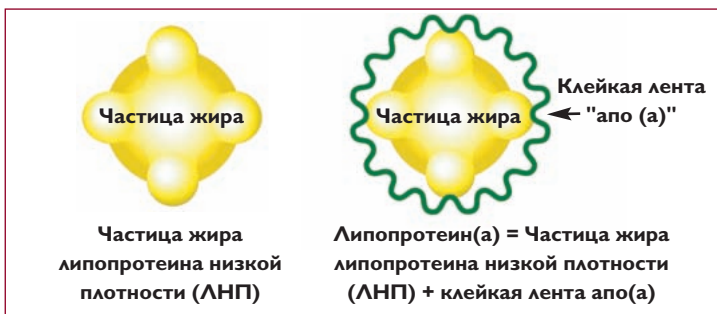 Частица жира
Частица жира
Клейкая лента
"апо (а)"
Частица жира
липопротеина низкой
плотности (ЛНП)
Липопротеин(а) = Частица жира
липопротеина низкой плотности
(ЛНП) + клейкая лента апо(а)